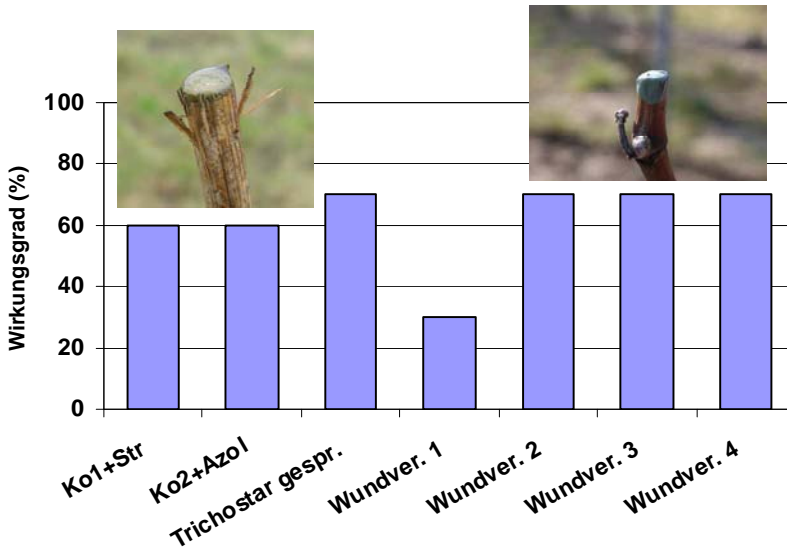 Wirkungsgrad (%)
100
80
60
40
20
0
Ko1+Str
Ko2+Azol
Trichostar gespr.
Wundver. 1
Wundver. 2
Wundver. 3
Wundver. 4